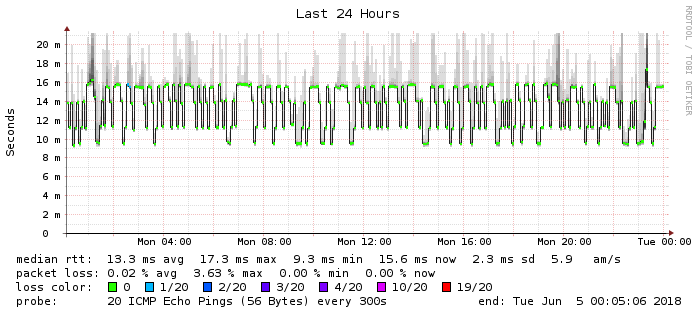 Last 24 Hours
RRDTOOL / TOBI OETIKER
Seconds
20 m
18 m
16 m
14 m
12 m
10 m
8 m
6 m
4 m
2 m
0
Mon 04:00 Mon 08:00 Mon 12:00 Mon 16:00 Mon 20:00 Tue 00:00
median rtt: 13.3 ms avg 17.3 ms max 9.3 ms min 15.6 ms now 2.3 ms sd 5.9 am/s
packet loss: 0.02 % avg 3.63 % max 0.00 % min 0.00 % now
loss color: 0 1/20 2/20 3/20 4/20 10/20 19/20
probe: 20 ICMP Echo Pings (56 Bytes) every 300s end: Tue Jun 5 00:05:06 2018